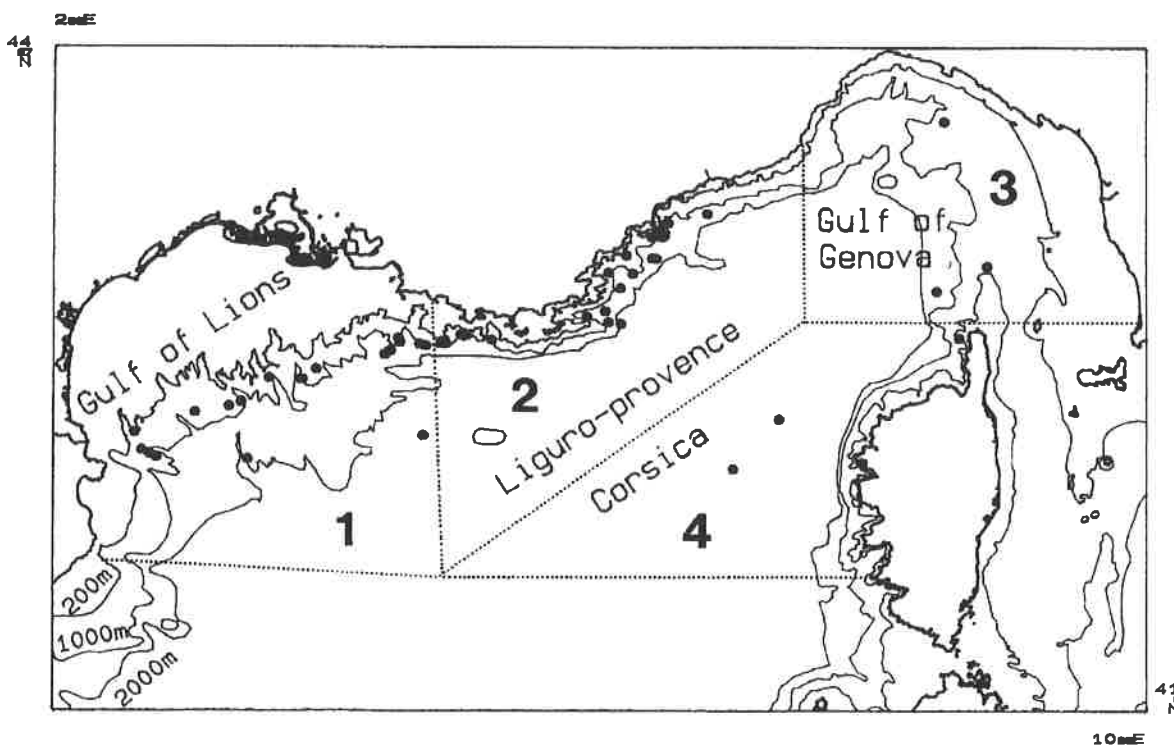 2 E
44
N
3
Gulf of
Genova
Gulf of Lions
2
Liguro-provence
Corsica
1
4
200m
1000m
2000m
41
10 E